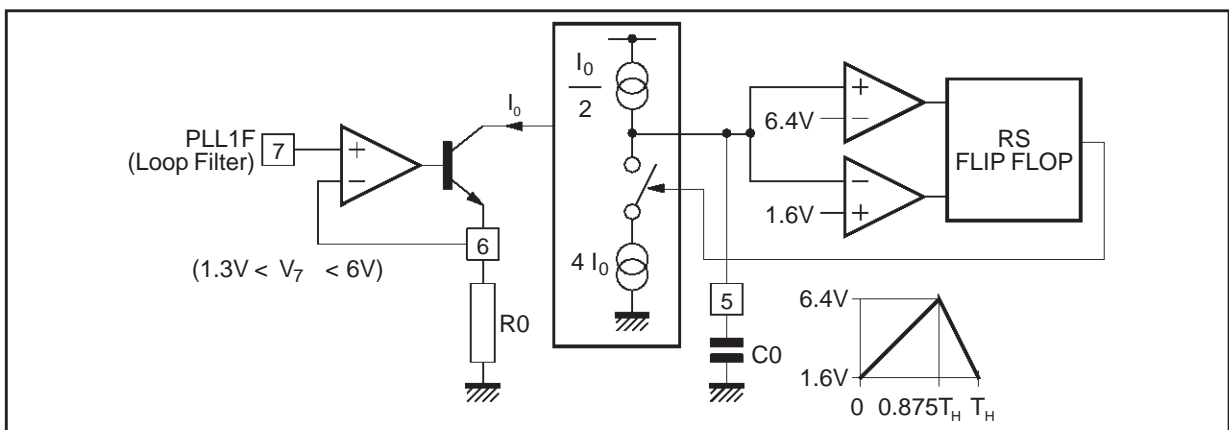 PLL1F
(Loop Filter)
7
+
−
(1.3V < V7 < 6V)
6
R0
I0
I0
2
4 I0
5
C0
6.4V
+
−
1.6V
−
+
RS
FLIP FLOP
6.4V
1.6V
0 0.875TH TH